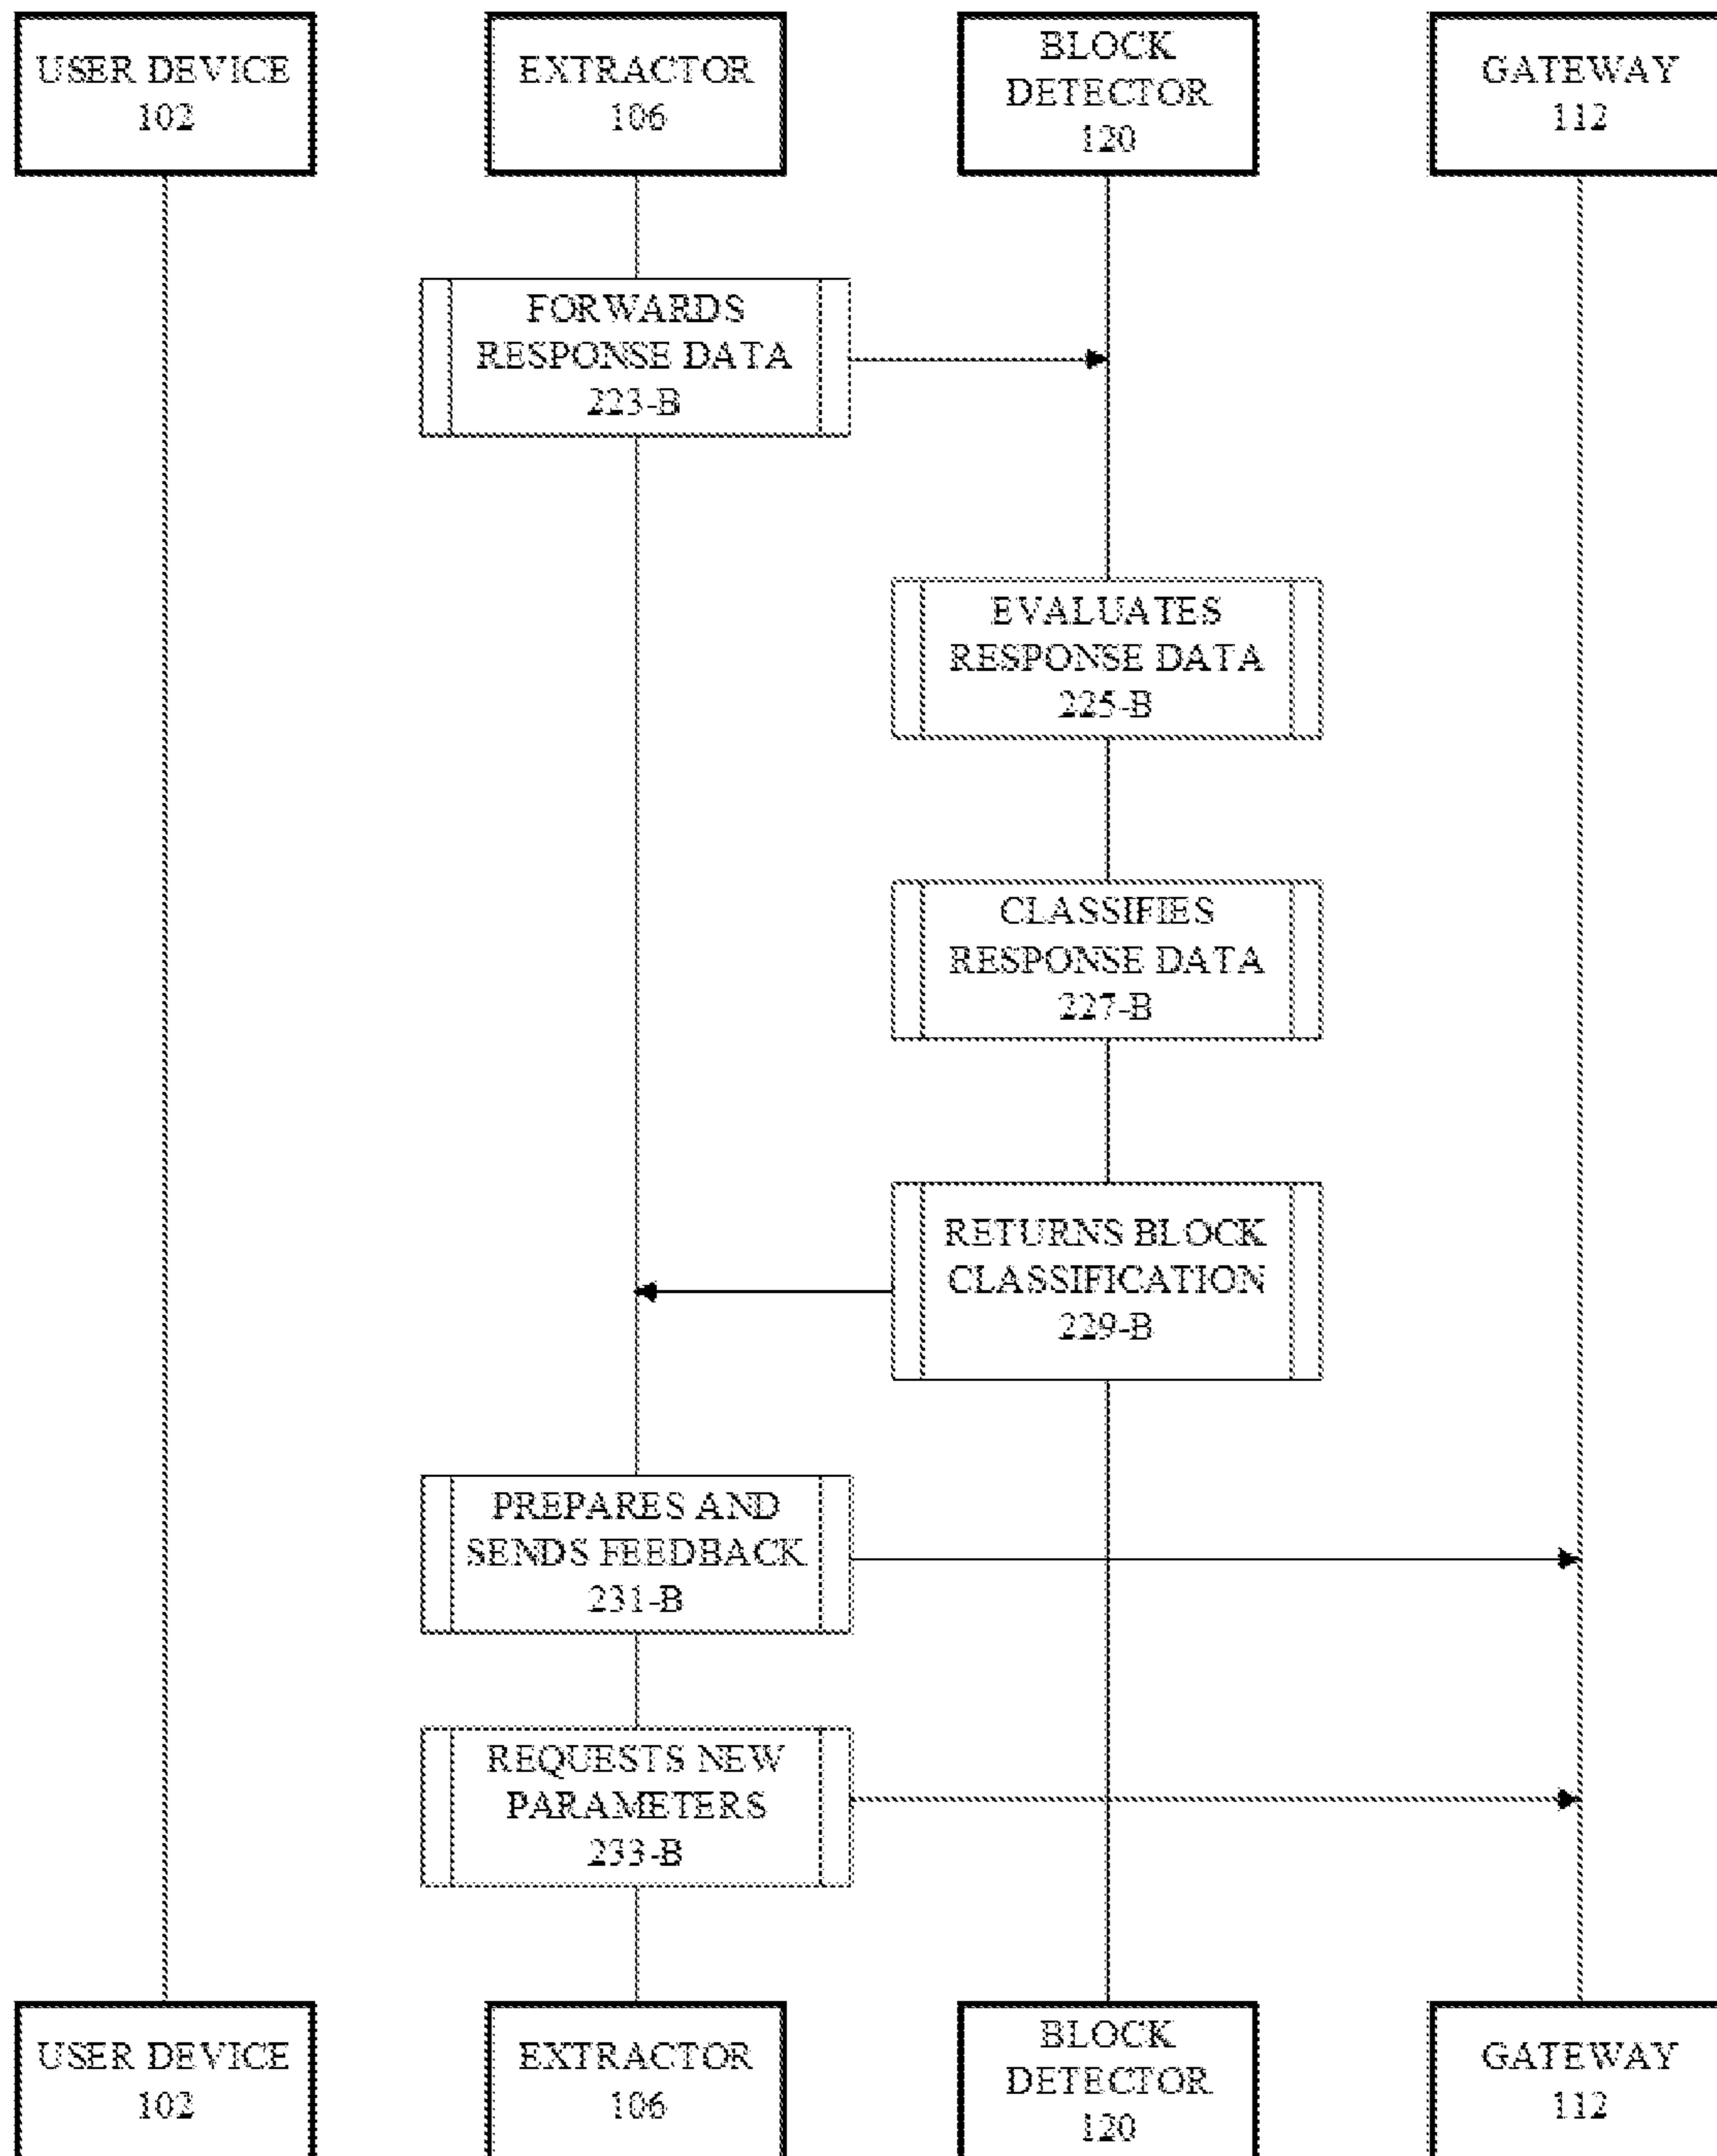 USER DEVICE
102
EXTRACTOR
106
BLOCK
DETECTOR
120
GATEWAY
112
FORWARDS
RESPONSE DATA
223-B
EVALUATES
RESPONSE DATA
225-B
CLASSIFIES
RESPONSE DATA
227-B
RETURNS BLOCK
CLASSIFICATION
229-B
PREPARES AND
SENDS FEEDBACK
231-B
REQUESTS NEW
PARAMETERS
233-B
USER DEVICE
102
EXTRACTOR
106
BLOCK
DETECTOR
120
GATEWAY
112